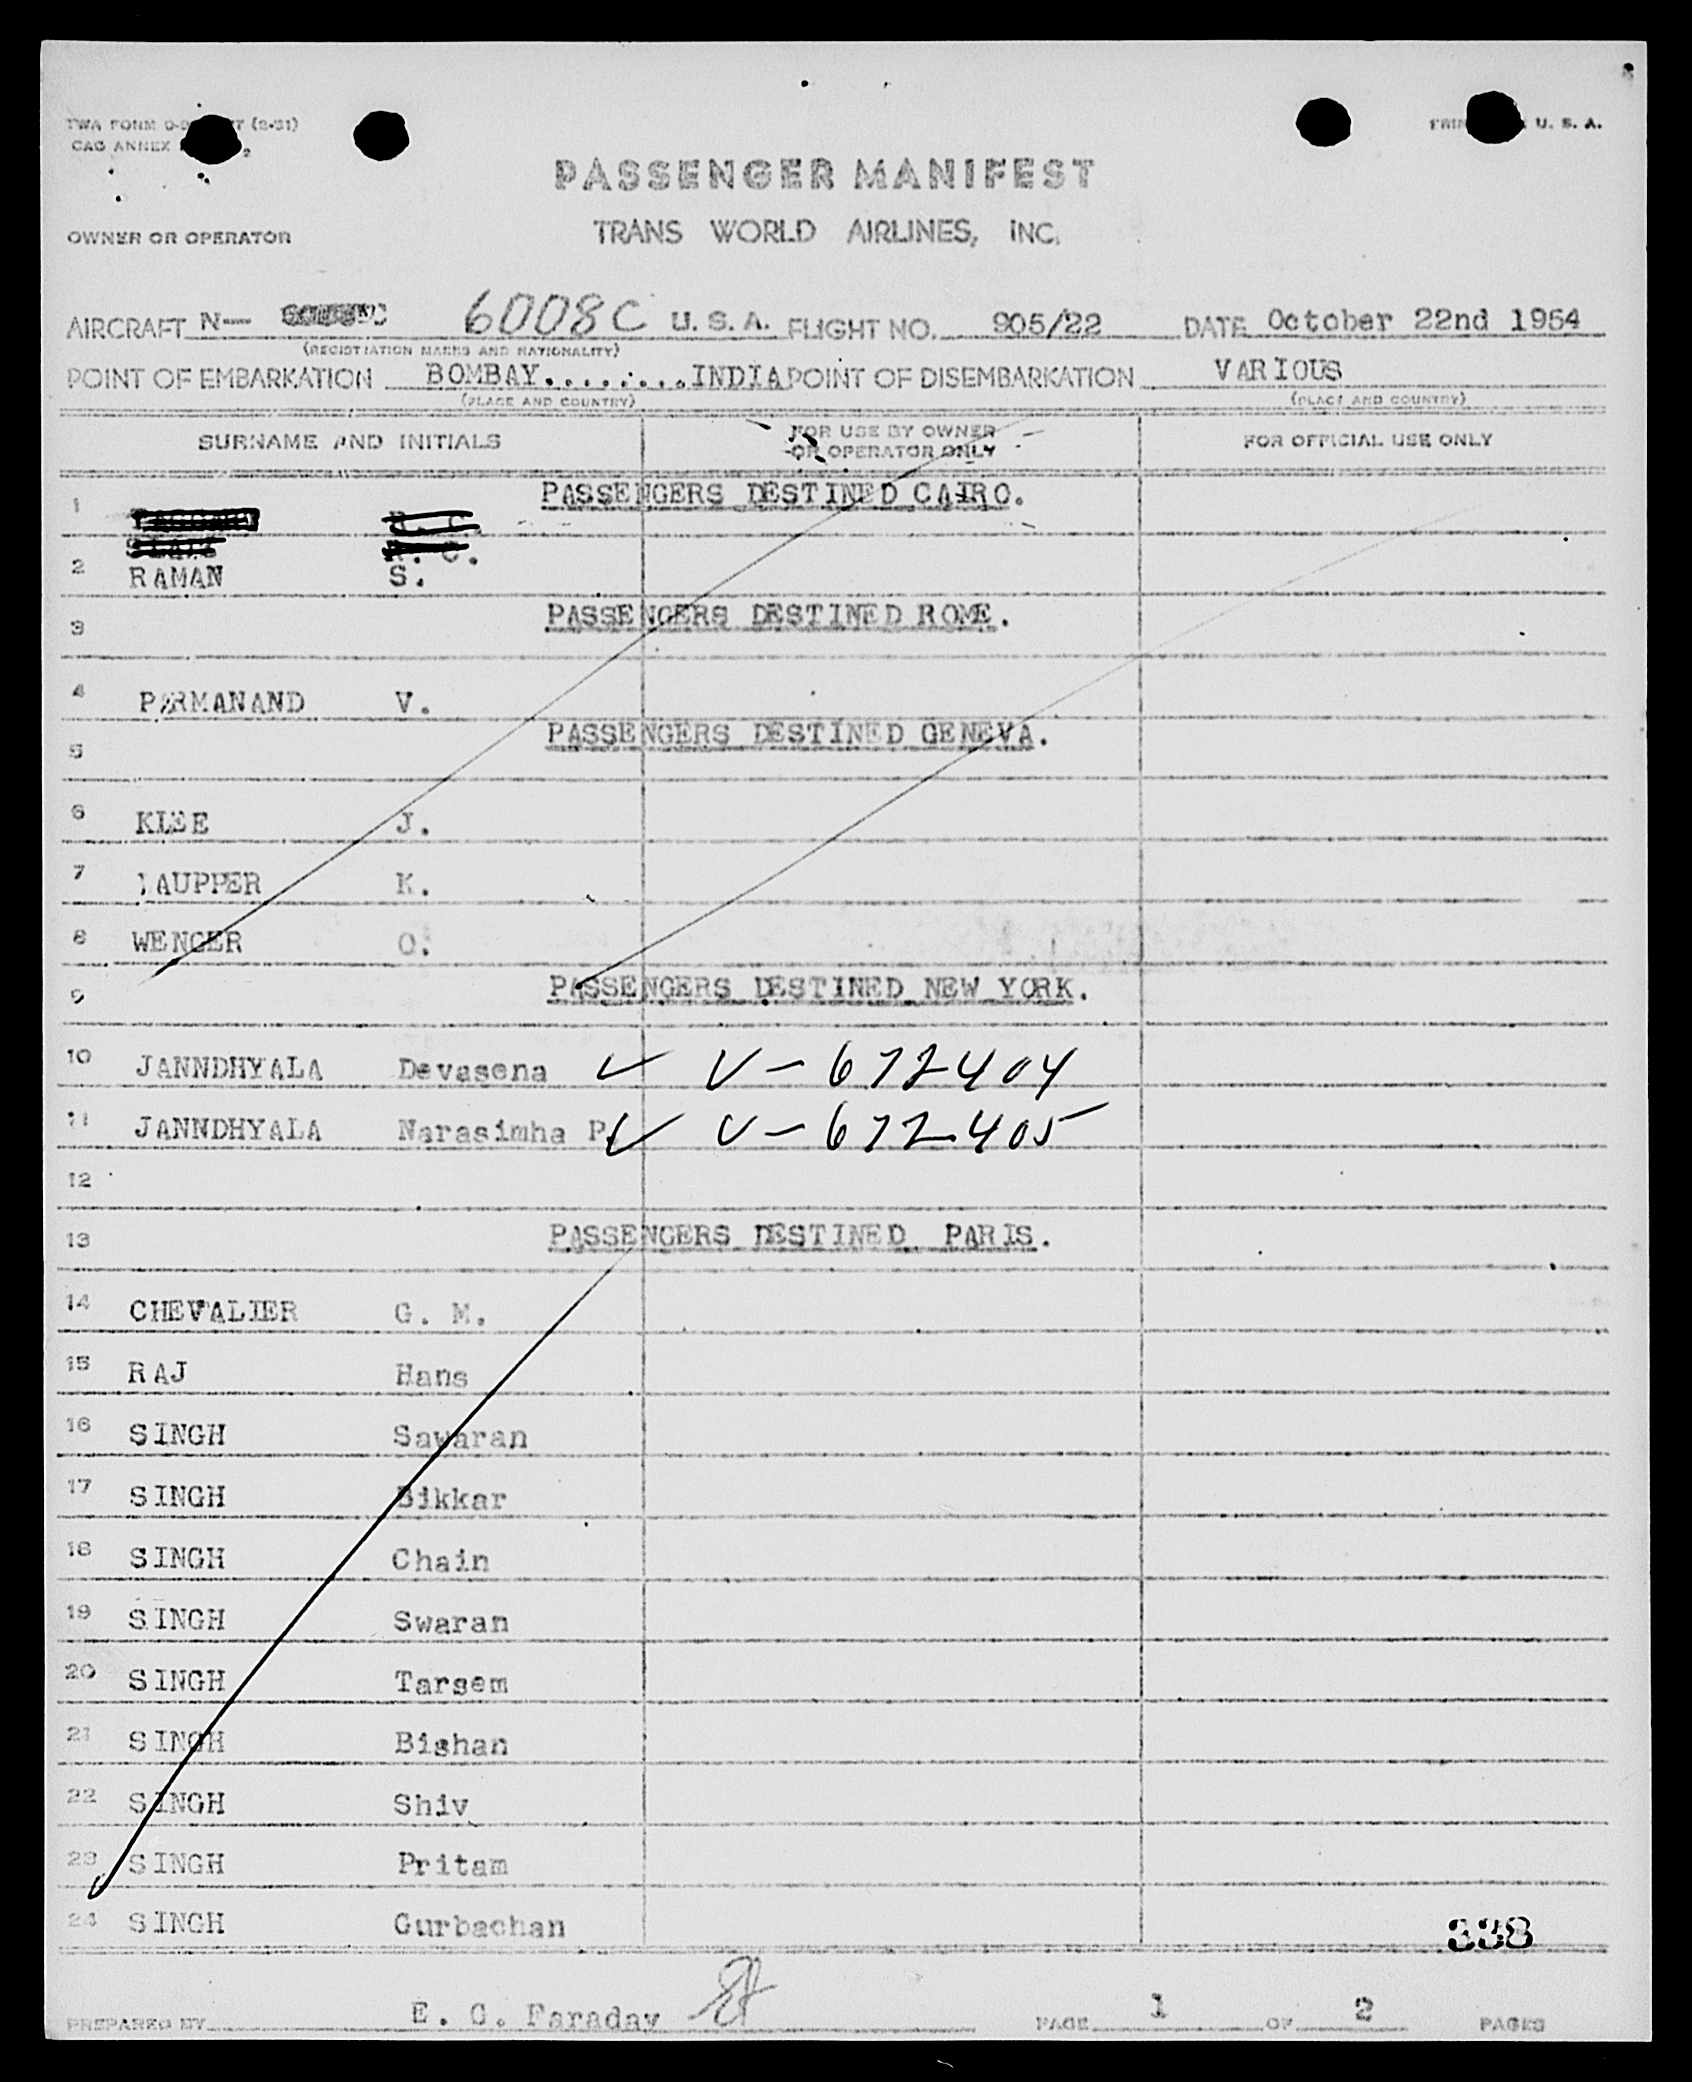 TWA FORM (2-51)
PRIN U. S. A.
CAO ANNEX
PASSENGER MANIFEST
TRANS WORLD AIRLINES, INC.
OWNER OR OPERATOR
AIRCRAFT N— 6008C U. S. A. FLIGHT NO. 905/22 DATE October 22nd 1954
(REGISTRATION MARKS AND NATIONALITY)
POINT OF EMBARKATION BOMBAY.........INDIA POINT OF DISEMBARKATION VARIOUS
(PLACE AND COUNTRY) (PLACE AND COUNTRY)
SURNAME AND INITIALS FOR USE BY OWNER OR OPERATOR ONLY FOR OFFICIAL USE ONLY
1 PASSENGERS DESTINED CAIRO.
2 RAMAN S.
3 PASSENGERS DESTINED ROME.
4 PERMANAND V.
5 PASSENGERS DESTINED GENEVA.
6 KLEE J.
7 LAUPPER K.
8 WENGER O.
9 PASSENGERS DESTINED NEW YORK.
10 JANNDHYALA Devasena ✓ V-672404
11 JANNDHYALA Narasimha P. ✓ V-672405
12
13 PASSENGERS DESTINED PARIS.
14 CHEVALIER G. M.
15 RAJ Hans
16 SINGH Sawaran
17 SINGH Bikkar
18 SINGH Chain
19 SINGH Swaran
20 SINGH Tarsem
21 SINGH Bishan
22 SINGH Shiv
23 SINGH Pritam
24 SINGH Gurbachan
338
PREPARED BY E. G. Faraday PAGE 1 OF 2 PAGES